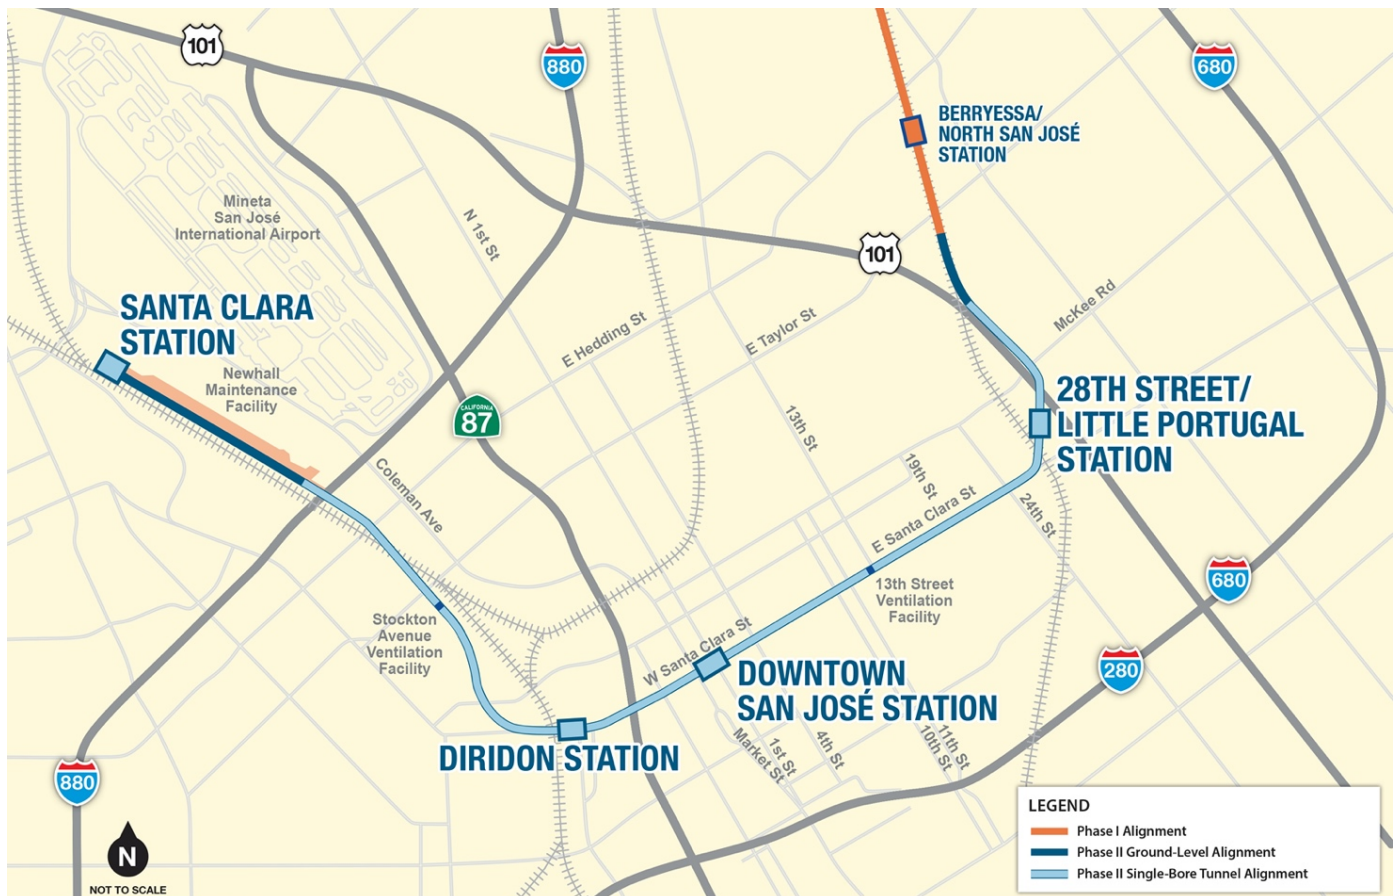 101
880
680
BERRYESSA/
NORTH SAN JOSÉ
STATION
Mineta
San José
International Airport
N 1st St
101
SANTA CLARA
STATION
McKee Rd
E Hedding St
E Taylor St
Newhall
Maintenance
Facility
CALIFORNIA
87
28TH STREET/
LITTLE PORTUGAL
STATION
13th St
19th St
Coleman Ave
E Santa Clara St
24th St
680
13th Street
Ventilation
Facility
Stockton
Avenue
Ventilation
Facility
W Santa Clara St
280
DOWNTOWN
SAN JOSÉ STATION
DIRIDON STATION
Market St
1st St
4th St
10th St
11th St
880
N
NOT TO SCALE
LEGEND
Phase I Alignment
Phase II Ground-Level Alignment
Phase II Single-Bore Tunnel Alignment